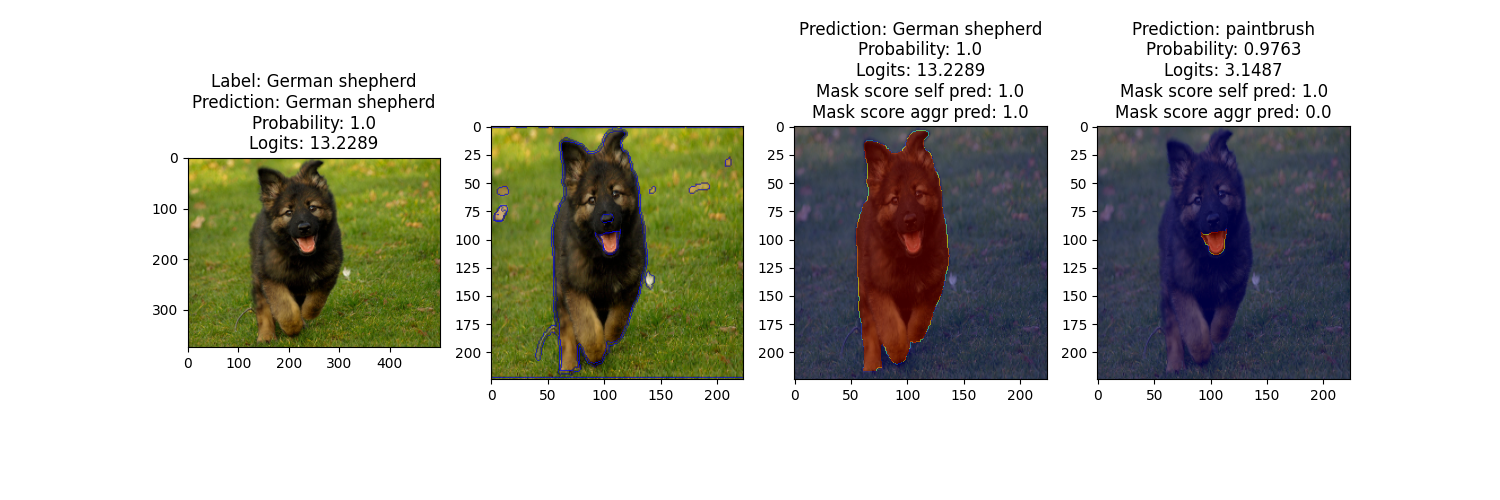 Label: German shepherd
Prediction: German shepherd
Probability: 1.0
Logits: 13.2289
0
100
200
300
0 100 200 300 400
0
25
50
75
100
125
150
175
200
0 50 100 150 200
Prediction: German shepherd
Probability: 1.0
Logits: 13.2289
Mask score self pred: 1.0
Mask score aggr pred: 1.0
0
25
50
75
100
125
150
175
200
0 50 100 150 200
Prediction: paintbrush
Probability: 0.9763
Logits: 3.1487
Mask score self pred: 1.0
Mask score aggr pred: 0.0
0
25
50
75
100
125
150
175
200
0 50 100 150 200